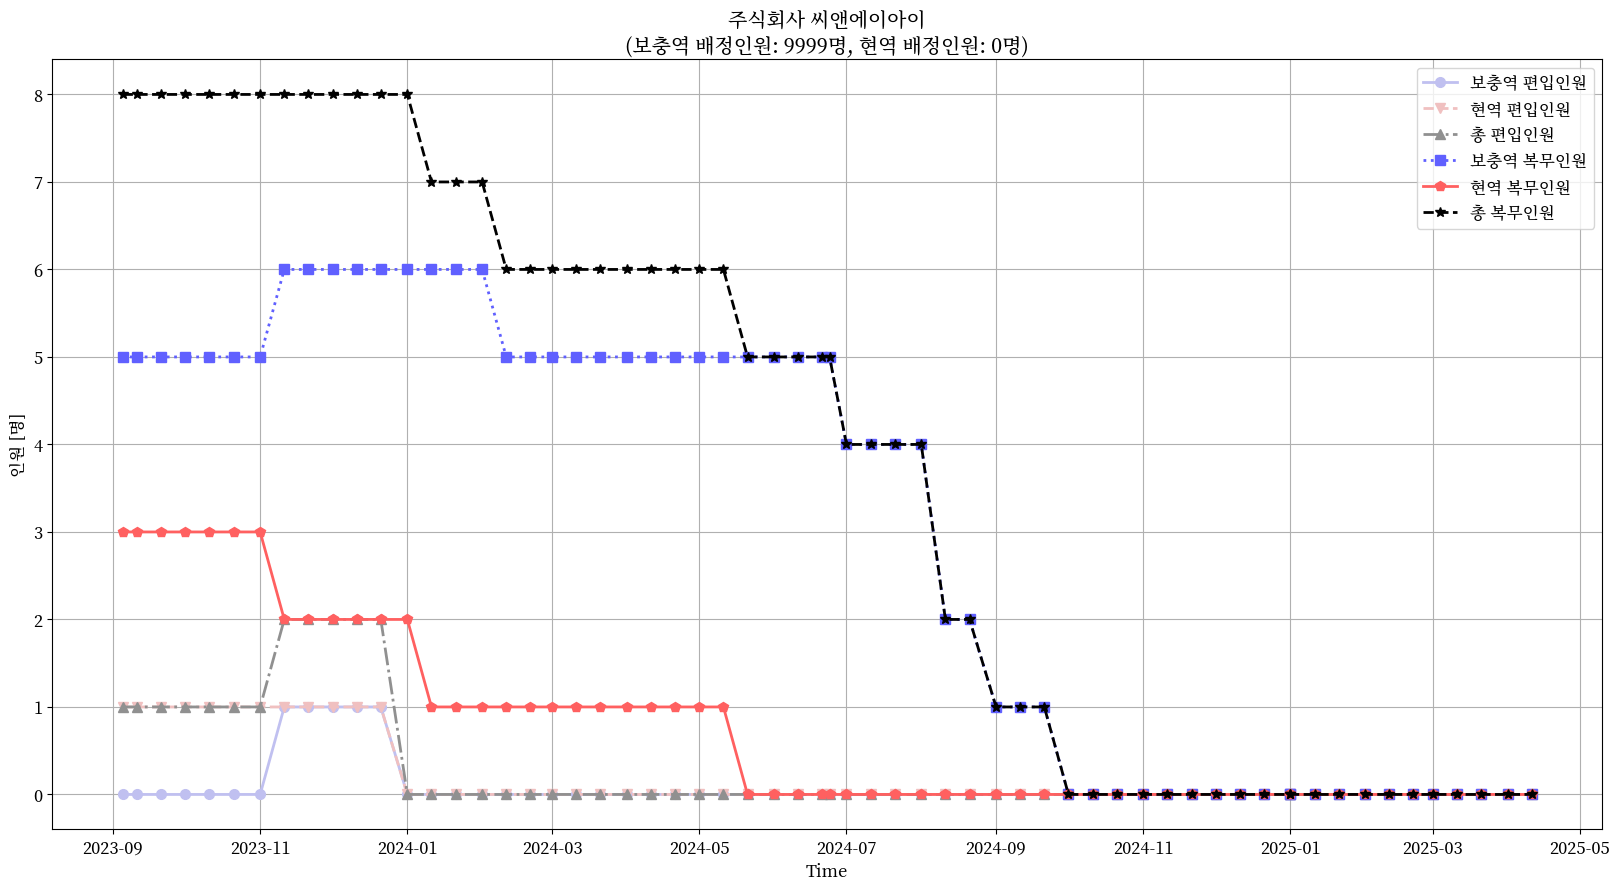 주식회사 씨앤에이아이
(보충역 배정인원: 9999명, 현역 배정인원: 0명)
보충역 편입인원
현역 편입인원
총 편입인원
보충역 복무인원
현역 복무인원
총 복무인원
인원 [명]
8
7
6
5
4
3
2
1
0
2023-09 2023-11 2024-01 2024-03 2024-05 2024-07 2024-09 2024-11 2025-01 2025-03 2025-05
Time